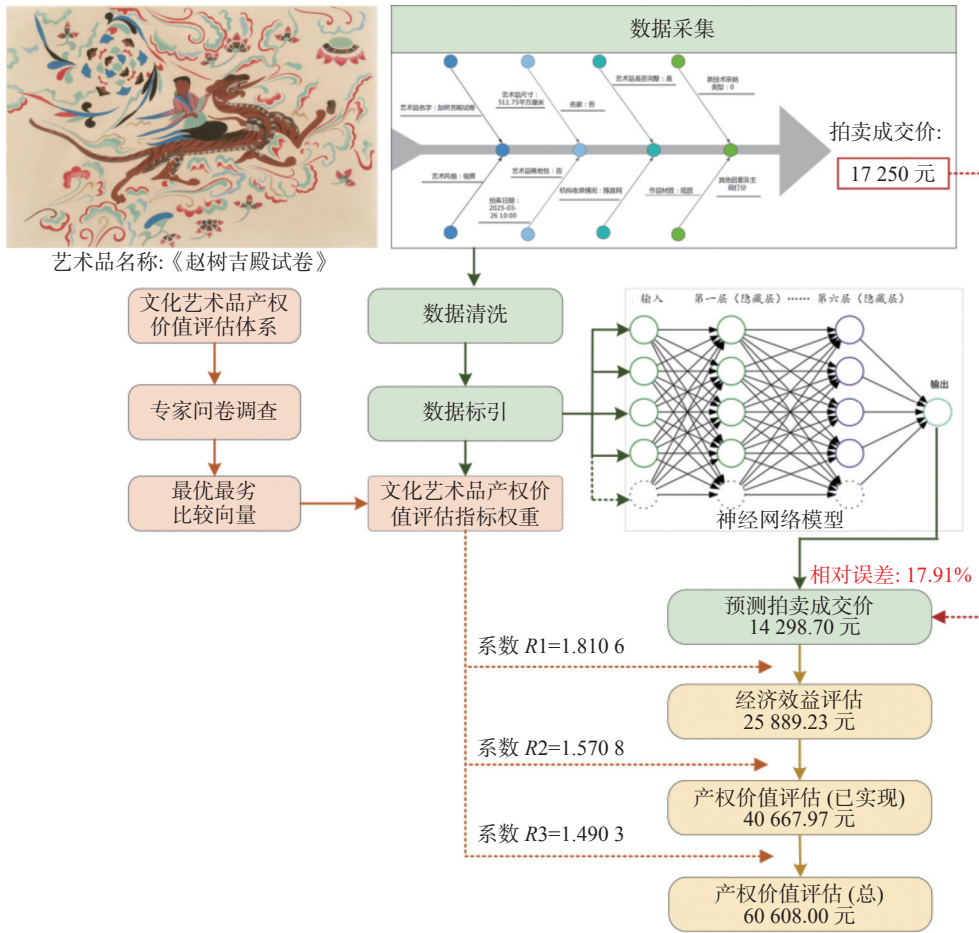 数据采集
艺术品名字：赵树吉殿试卷
艺术品尺寸：
511.75平方厘米
名家：否
艺术品是否完整：是
新技术采纳
类型：0
拍卖成交价:
17 250 元
艺术风格：俊爽
艺术品稀有性：否
拍卖日期：
2023-03-
26 10:00
机构收录情况：雅昌网
作品材质：纸质
其他因素及主
观打分
艺术品名称:《赵树吉殿试卷》
文化艺术品产权
价值评估体系
数据清洗
输入 第一层（隐藏层）…… 第六层（隐藏层）
输出
专家问卷调查
数据标引
最优最劣
比较向量
文化艺术品产权价
值评估指标权重
神经网络模型
相对误差: 17.91%
预测拍卖成交价
14 298.70 元
系数 R1=1.810 6
经济效益评估
25 889.23 元
系数 R2=1.570 8
产权价值评估 (已实现)
40 667.97 元
系数 R3=1.490 3
产权价值评估 (总)
60 608.00 元